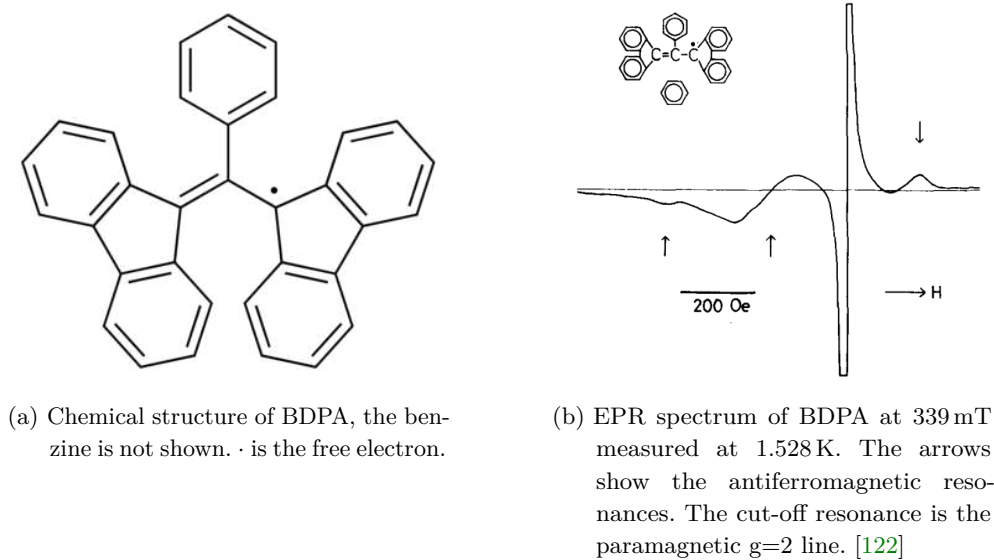 C=C-C
200 Oe
H
(a) Chemical structure of BDPA, the ben-
zine is not shown. · is the free electron.
(b) EPR spectrum of BDPA at 339 mT
measured at 1.528 K. The arrows
show the antiferromagnetic reso-
nances. The cut-off resonance is the
paramagnetic g=2 line. [122]